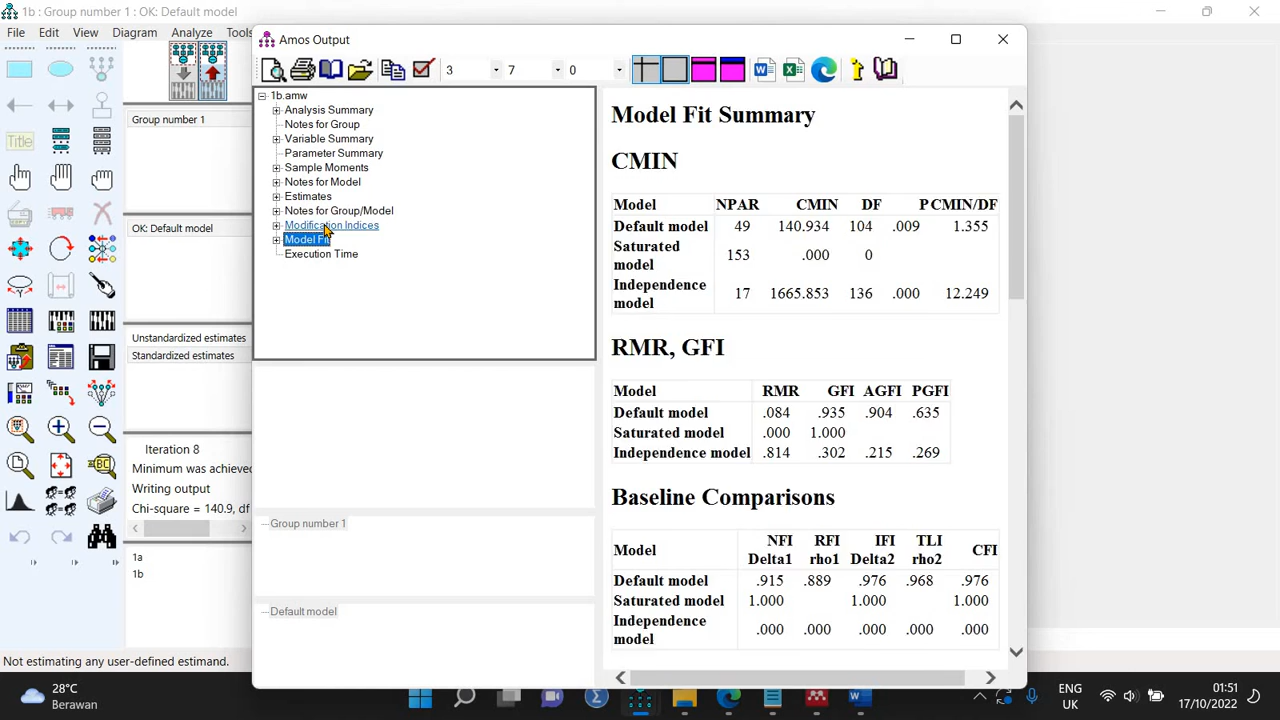 1b : Group number 1 : OK: Default model
File Edit View Diagram Analyze Tools
Title
Group number 1
OK: Default model
Unstandardized estimates
Standardized estimates
Iteration 8
Minimum was achieved
Writing output
Chi-square = 140.9, df
ABC
1a
1b
Not estimating any user-defined estimand.
Amos Output
3 7 0
1b.amw
Analysis Summary
Notes for Group
Variable Summary
Parameter Summary
Sample Moments
Notes for Model
Estimates
Notes for Group/Model
Modification Indices
Model Fit
Execution Time
Group number 1
Default model
Model Fit Summary
CMIN
Model NPAR CMIN DF P CMIN/DF
Default model 49 140.934 104 .009 1.355
Saturated
model 153 .000 0
Independence
model 17 1665.853 136 .000 12.249
RMR, GFI
Model RMR GFI AGFI PGFI
Default model .084 .935 .904 .635
Saturated model .000 1.000
Independence model .814 .302 .215 .269
Baseline Comparisons
Model NFI Delta1 RFI rho1 IFI Delta2 TLI rho2 CFI
Default model .915 .889 .976 .968 .976
Saturated model 1.000 1.000 1.000
Independence
model .000 .000 .000 .000 .000
28°C
Berawan
ENG
UK
01:51
17/10/2022